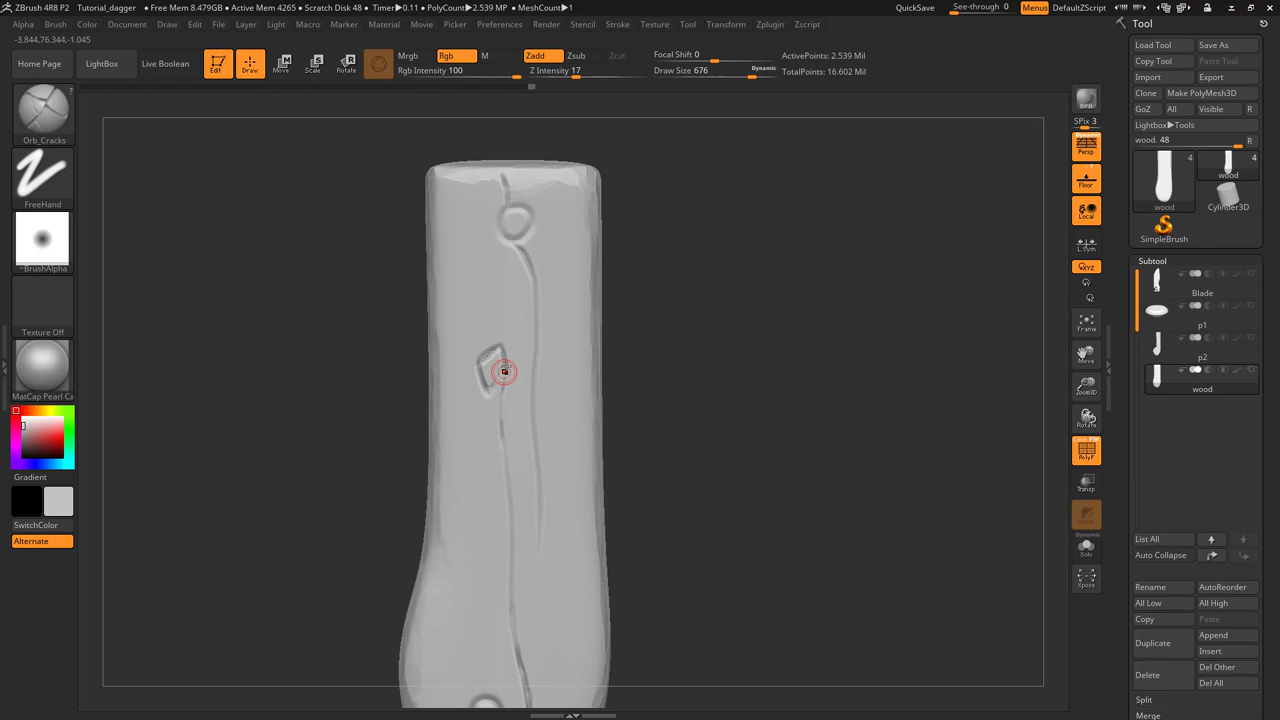 ZBrush 4R8 P2 Tutorial_dagger • Free Mem 8.479GB • Active Mem 4265 • Scratch Disk 48 • Timer▶0.11 • PolyCount▶2.539 MP • MeshCount▶1 QuickSave See-through 0 Menus DefaultZScript
Alpha Brush Color Document Draw Edit File Layer Light Macro Marker Material Movie Picker Preferences Render Stencil Stroke Texture Tool Transform Zplugin Zscript Tool
-3.844,76.344,-1.045
Home Page LightBox Live Boolean Edit Draw Move Scale Rotate
Mrgb Rgb M Zadd Zsub Zcut Focal Shift 0 ActivePoints: 2.539 Mil
Rgb Intensity 100 Z Intensity 17 Draw Size 676 Dynamic TotalPoints: 16.602 Mil
Orb_Cracks
FreeHand
~BrushAlpha
Texture Off
MatCap Pearl Ca
Gradient
SwitchColor
Alternate
BPR
SPix 3
Dynamic
Persp
Floor
Local
L.Sym
XYZ
Frame
Move
Zoom3D
Rotate
PolyF
Transp
Dynamic
Solo
Xpose
Load Tool Save As
Copy Tool Paste Tool
Import Export
Clone Make PolyMesh3D
GoZ All Visible R
Lightbox▶Tools
wood. 48 R
4 4
wood
wood Cylinder3D
SimpleBrush
Subtool
Blade
p1
p2
wood
List All
Auto Collapse
Rename AutoReorder
All Low All High
Copy Paste
Duplicate Append
Insert
Delete Del Other
Del All
Split
Merge